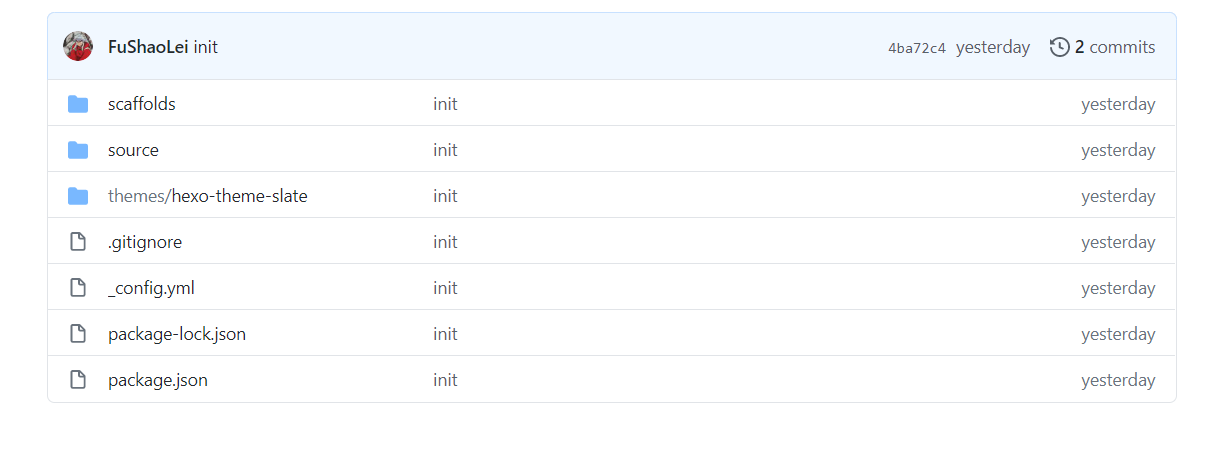 FuShaoLei init 4ba72c4 yesterday 2 commits
scaffolds init yesterday
source init yesterday
themes/hexo-theme-slate init yesterday
.gitignore init yesterday
_config.yml init yesterday
package-lock.json init yesterday
package.json init yesterday